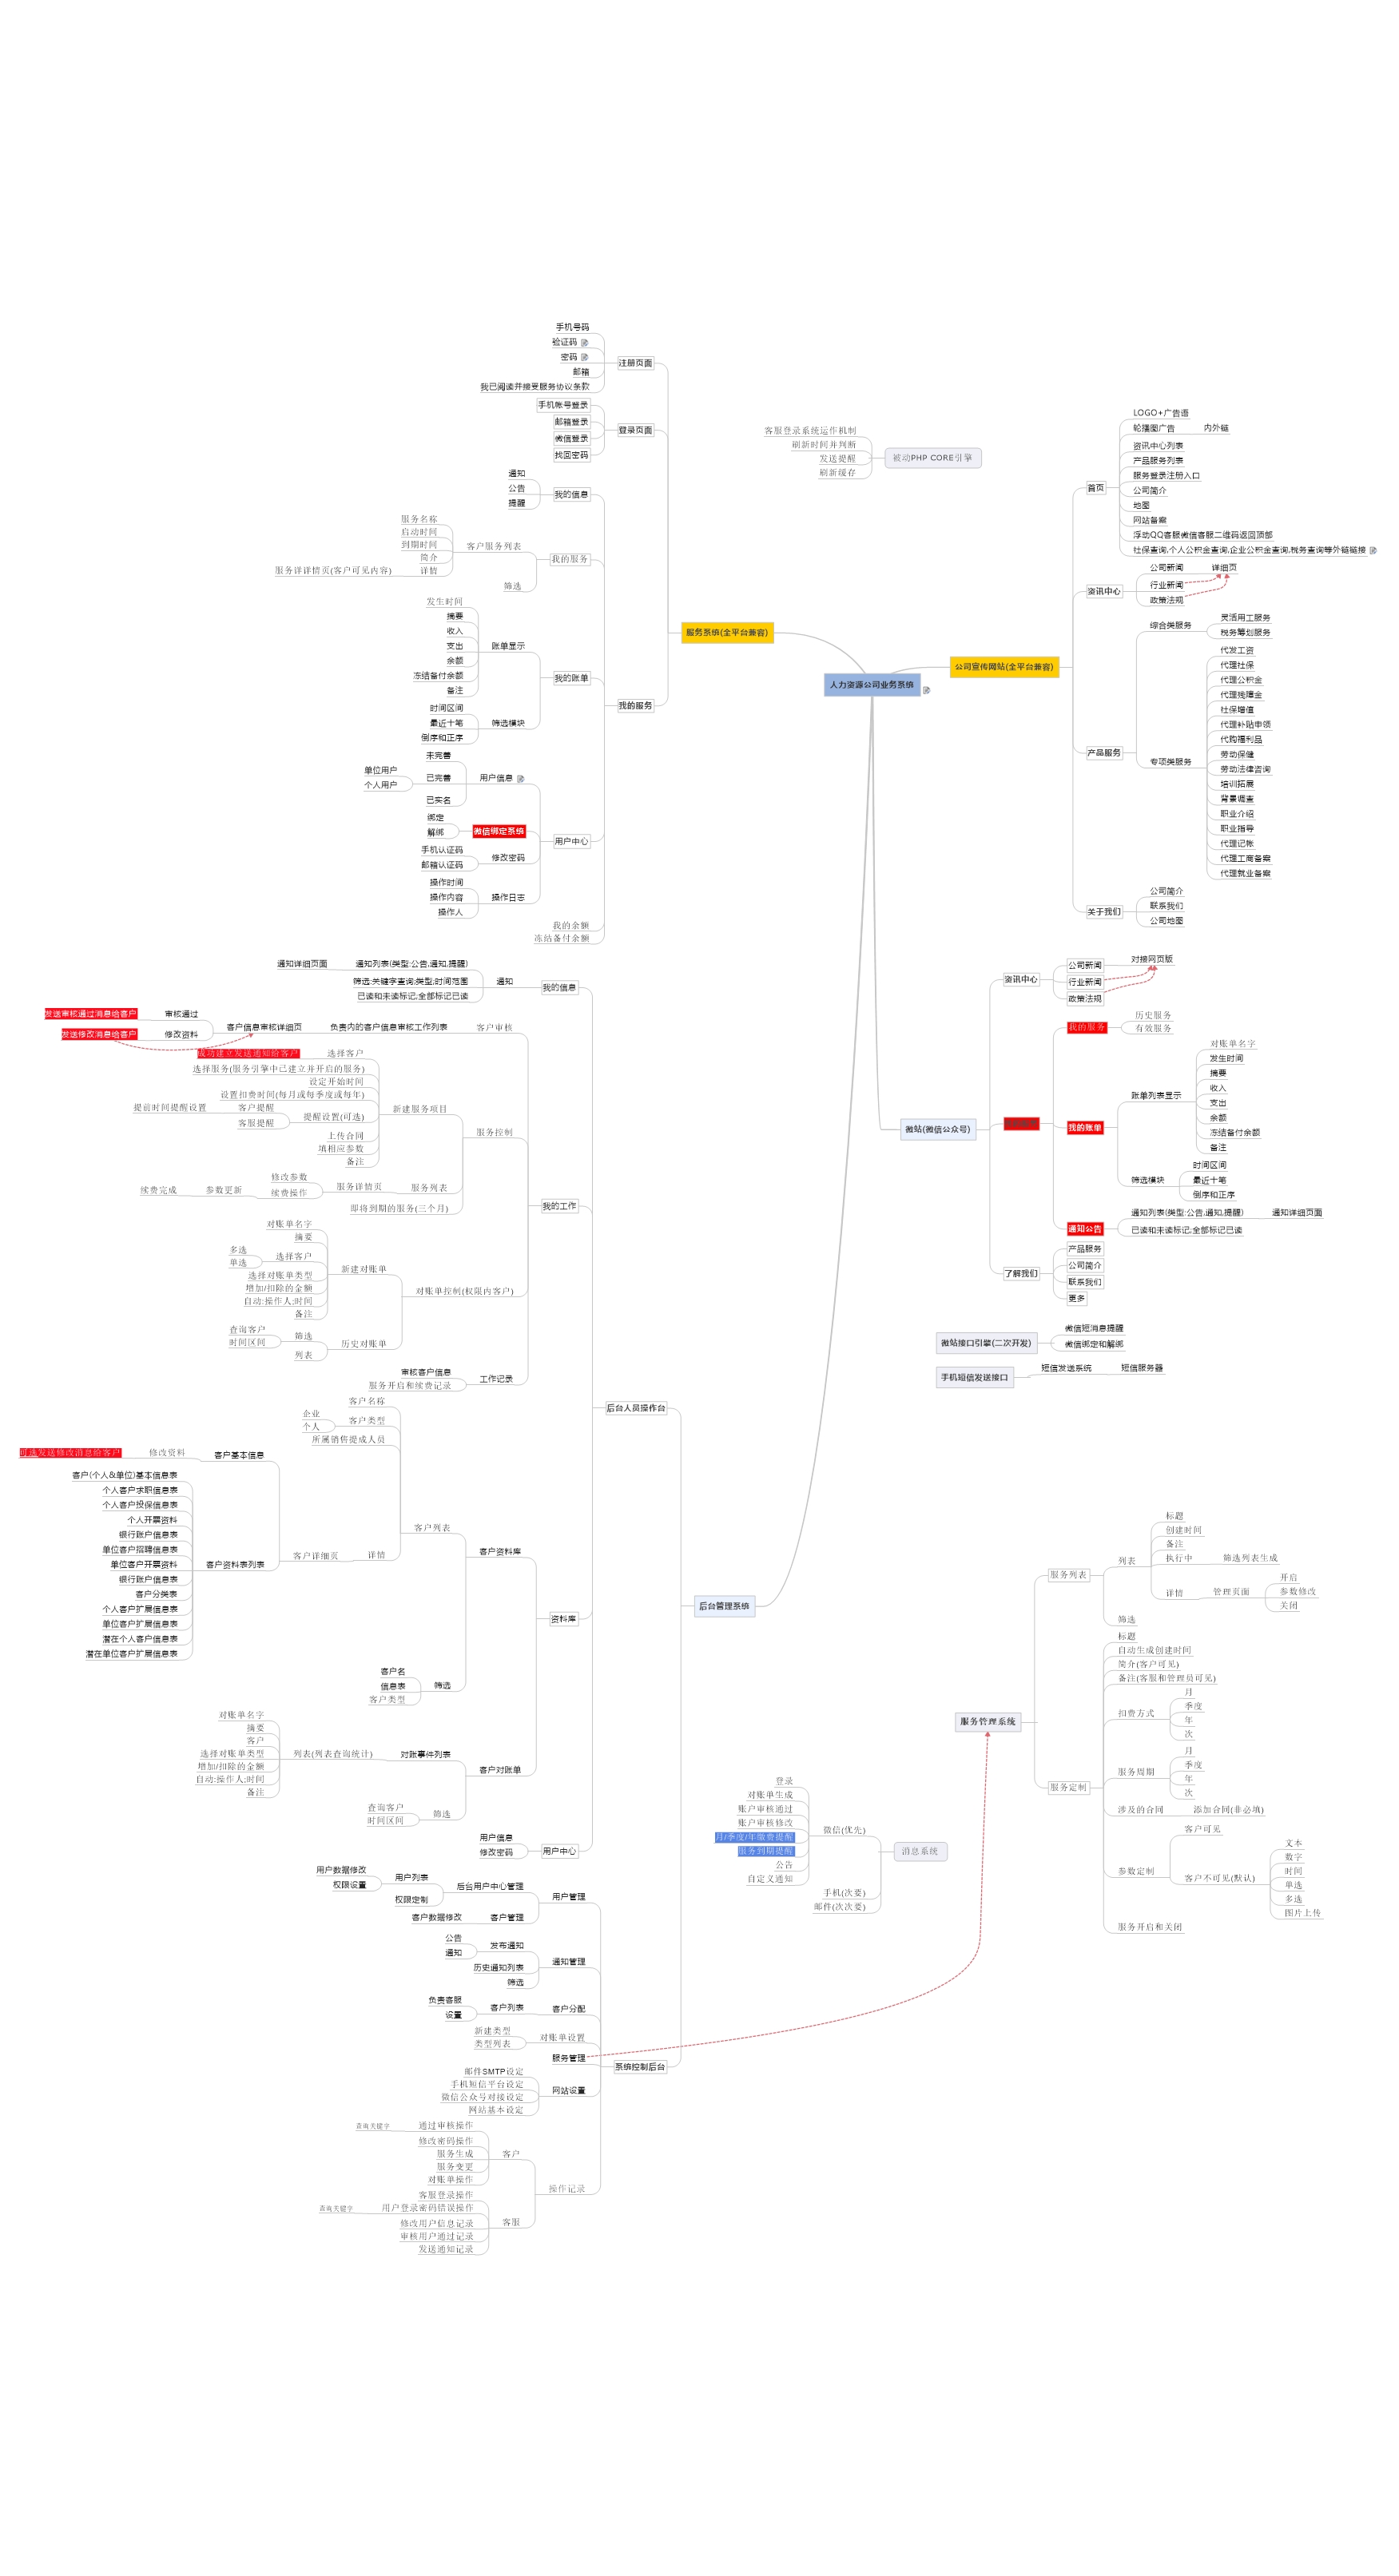 人力资源公司业务系统
服务系统(全平台兼容)
注册页面
手机号码
验证码
密码
邮箱
我已阅读并接受服务协议条款
登录页面
手机帐号登录
邮箱登录
微信登录
找回密码
我的服务
我的信息
通知
公告
提醒
我的服务
客户服务列表
服务名称
启动时间
到期时间
简介
详情
服务详详情页(客户可见内容)
筛选
我的账单
账单显示
发生时间
摘要
收入
支出
余额
冻结备付余额
备注
筛选模块
时间区间
最近十笔
倒序和正序
用户中心
用户信息
未完善
已完善
单位用户
个人用户
已实名
微信绑定系统
绑定
解绑
修改密码
手机认证码
邮箱认证码
操作日志
操作时间
操作内容
操作人
我的余额
冻结备付余额
被动PHP CORE引擎
客服登录系统运作机制
刷新时间并判断
发送提醒
刷新缓存
公司宣传网站(全平台兼容)
首页
LOGO+广告语
轮播图广告
内外链
资讯中心列表
产品服务列表
服务登录注册入口
公司简介
地图
网站备案
浮动QQ客服微信客服二维码返回顶部
社保查询,个人公积金查询,企业公积金查询,税务查询等外链链接
资讯中心
公司新闻
详细页
行业新闻
政策法规
产品服务
综合类服务
灵活用工服务
税务筹划服务
专项类服务
代发工资
代理社保
代理公积金
代理残障金
社保增值
代理补贴申领
代购福利品
劳动保健
劳动法律咨询
培训拓展
背景调查
职业介绍
职业指导
代理记帐
代理工商备案
代理就业备案
关于我们
公司简介
联系我们
公司地图
微站(微信公众号)
资讯中心
公司新闻
对接网页版
行业新闻
政策法规
我的服务
历史服务
有效服务
我的账单
账单列表显示
对账单名字
发生时间
摘要
收入
支出
余额
冻结备付余额
备注
筛选模块
时间区间
最近十笔
倒序和正序
通知公告
通知列表(类型:公告,通知,提醒)
通知详细页面
已读和未读标记;全部标记已读
了解我们
产品服务
公司简介
联系我们
更多
微站接口引擎(二次开发)
微信短消息提醒
微信绑定和解绑
手机短信发送接口
短信发送系统
短信服务器
后台管理系统
后台人员操作台
我的信息
通知
通知列表(类型:公告,通知,提醒)
通知详细页面
筛选:关键字查询;类型;时间范围
已读和未读标记;全部标记已读
我的工作
客户审核
负责内的客户信息审核工作列表
客户信息审核详细页
审核通过
发送审核通过消息给客户
修改资料
发送修改消息给客户
服务控制
新建服务项目
选择客户
成功建立发送通知给客户
选择服务(服务引擎中已建立并开启的服务)
设定开始时间
设置扣费时间(每月或每季度或每年)
提醒设置(可选)
客户提醒
提前时间提醒设置
客服提醒
上传合同
填相应参数
备注
服务列表
服务详情页
修改参数
续费操作
参数更新
续费完成
即将到期的服务(三个月)
对账单控制(权限内客户)
新建对账单
对账单名字
摘要
选择客户
多选
单选
选择对账单类型
增加/扣除的金额
自动:操作人;时间
备注
历史对账单
筛选
查询客户
时间区间
列表
工作记录
审核客户信息
服务开启和续费记录
资料库
客户资料库
客户列表
客户名称
客户类型
企业
个人
所属销售提成人员
详情
客户详细页
客户基本信息
修改资料
可选发送修改消息给客户
客户资料表列表
客户(个人&单位)基本信息表
个人客户求职信息表
个人客户投保信息表
个人开票资料
银行账户信息表
单位客户招聘信息表
单位客户开票资料
银行账户信息表
客户分类表
个人客户扩展信息表
单位客户扩展信息表
潜在个人客户信息表
潜在单位客户扩展信息表
筛选
客户名
信息表
客户类型
客户对账单
对账事件列表
列表(列表查询统计)
对账单名字
摘要
客户
选择对账单类型
增加/扣除的金额
自动:操作人;时间
备注
筛选
查询客户
时间区间
用户中心
用户信息
修改密码
系统控制后台
用户管理
后台用户中心管理
用户列表
用户数据修改
权限设置
权限定制
客户管理
客户数据修改
通知管理
发布通知
公告
通知
历史通知列表
筛选
客户分配
客户列表
负责客服
设置
对账单设置
新建类型
类型列表
服务管理
网站设置
邮件SMTP设定
手机短信平台设定
微信公众号对接设定
网站基本设定
操作记录
客户
通过审核操作
查询关键字
修改密码操作
服务生成
服务变更
对账单操作
客服
客服登录操作
用户登录密码错误操作
查询关键字
修改用户信息记录
审核用户通过记录
发送通知记录
服务管理系统
服务列表
列表
标题
创建时间
备注
执行中
筛选列表生成
详情
管理页面
开启
参数修改
关闭
筛选
服务定制
标题
自动生成创建时间
简介(客户可见)
备注(客服和管理员可见)
扣费方式
月
季度
年
次
服务周期
月
季度
年
次
涉及的合同
添加合同(非必填)
参数定制
客户可见
客户不可见(默认)
文本
数字
时间
单选
多选
图片上传
服务开启和关闭
消息系统
微信(优先)
登录
对账单生成
账户审核通过
账户审核修改
月/季度/年缴费提醒
服务到期提醒
公告
自定义通知
手机(次要)
邮件(次次要)